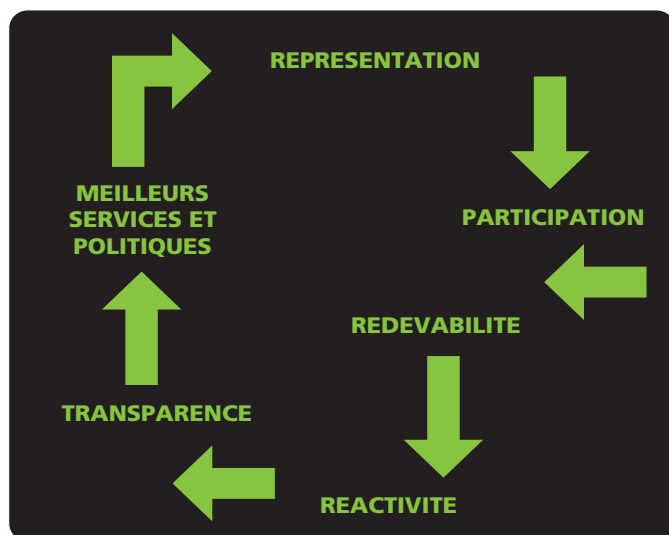 REPRESENTATION
PARTICIPATION
REDEVABILITE
REACTIVITE
TRANSPARENCE
MEILLEURS
SERVICES ET
POLITIQUES